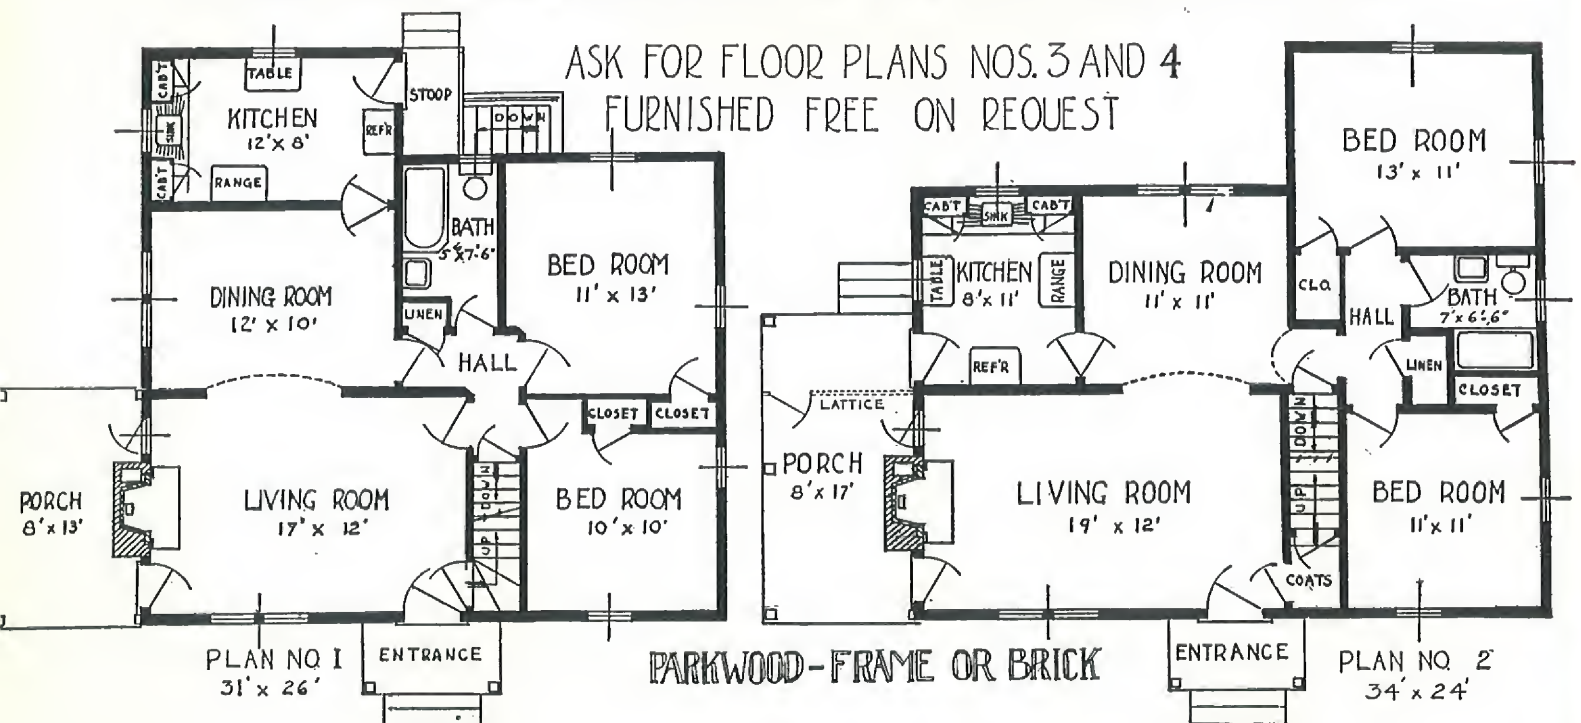 ASK FOR FLOOR PLANS NOS. 3 AND 4
FURNISHED FREE ON REQUEST
CAB'T
TABLE
STOOP
KITCHEN
12' x 8'
SINK
REF'R
CAB'T
RANGE
DOWN
BATH
5'6" x 7'-6"
BED ROOM
11' x 13'
DINING ROOM
12' x 10'
LINEN
HALL
CLOSET
CLOSET
PORCH
8' x 13'
LIVING ROOM
17' x 12'
DOWN
UP
BED ROOM
10' x 10'
PLAN NO. 1
31' x 26'
ENTRANCE
PARKWOOD-FRAME OR BRICK
BED ROOM
13' x 11'
CAB'T
SINK
CAB'T
TABLE
KITCHEN
8' x 11'
RANGE
DINING ROOM
11' x 11'
CLO.
HALL
BATH
7' x 6'-6"
REF'R
LINEN
CLOSET
LATTICE
DOWN
PORCH
8' x 17'
LIVING ROOM
19' x 12'
UP
BED ROOM
11' x 11'
COATS
ENTRANCE
PLAN NO. 2
34' x 24'